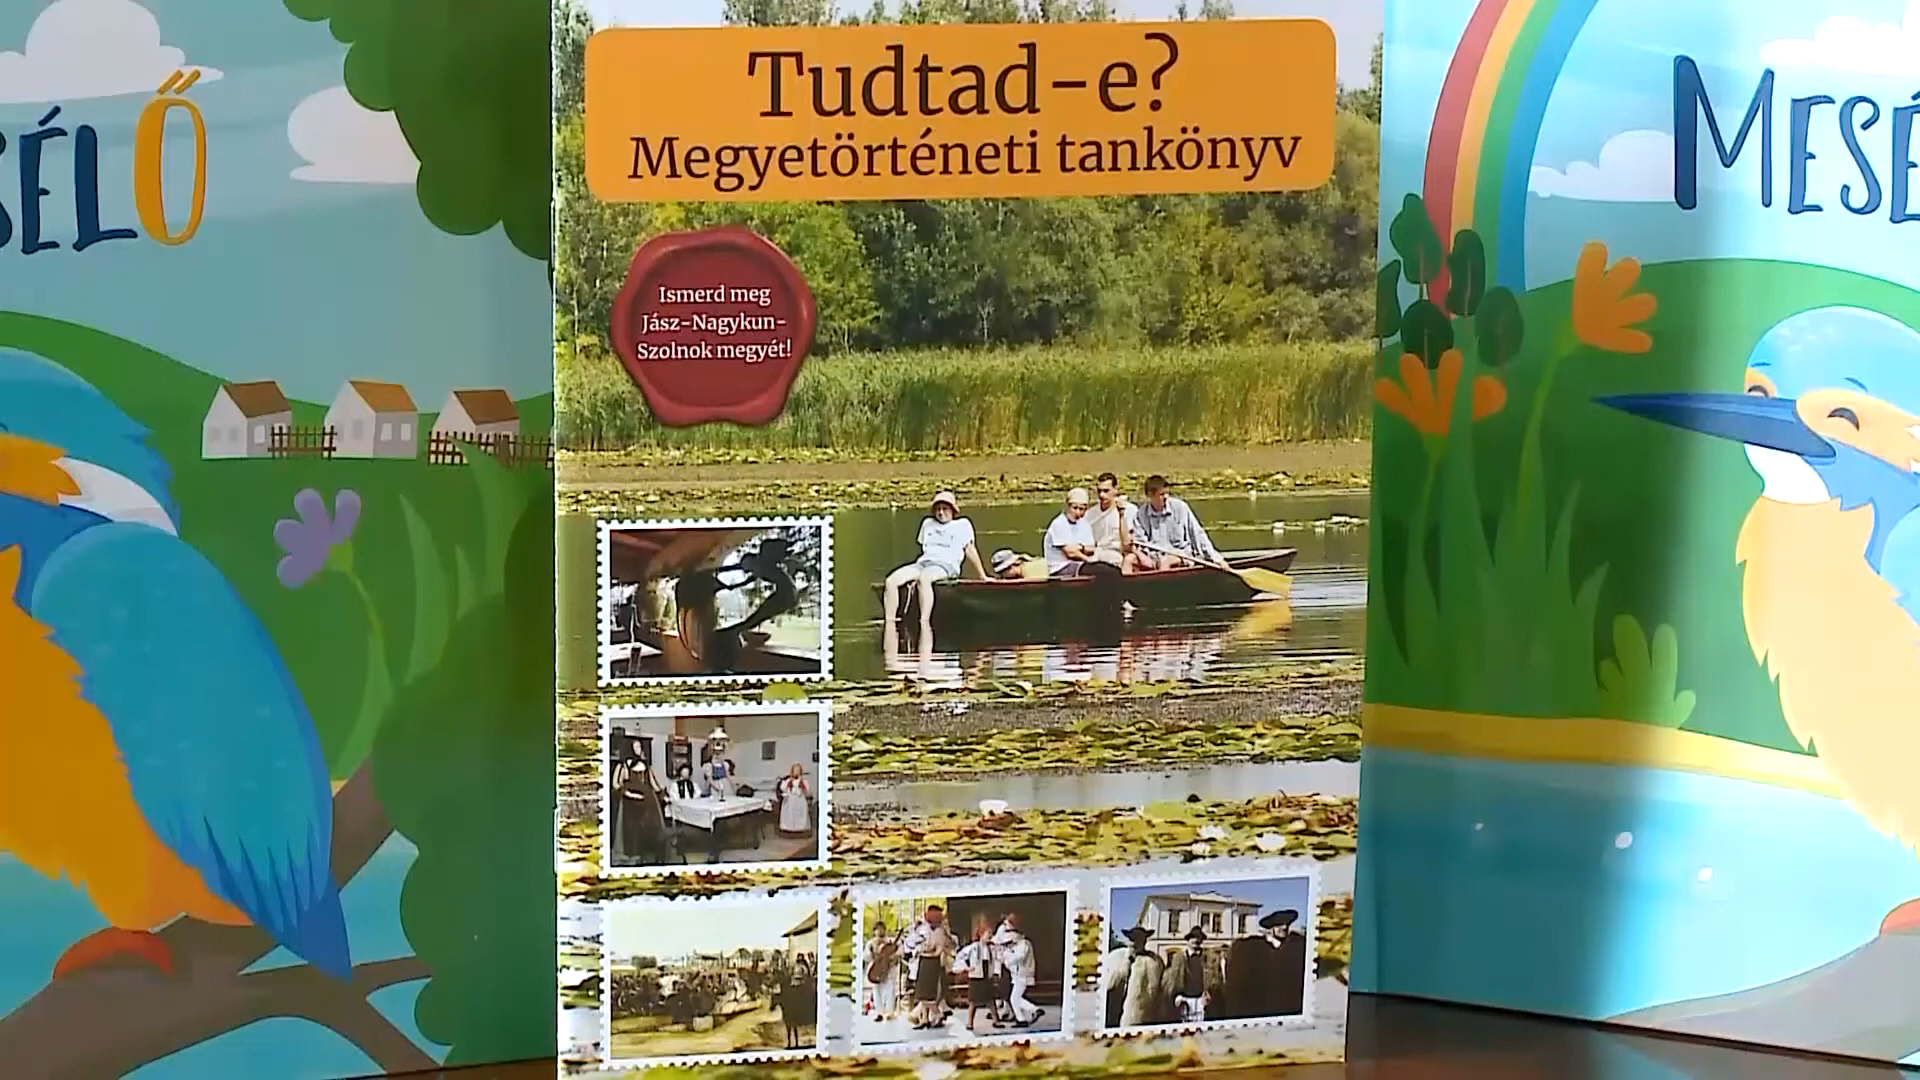 SÉLŐ
Tudtad-e?
Megyetörténeti tankönyv
Ismerd meg
Jász-Nagykun-
Szolnok megyét!
MESÉ